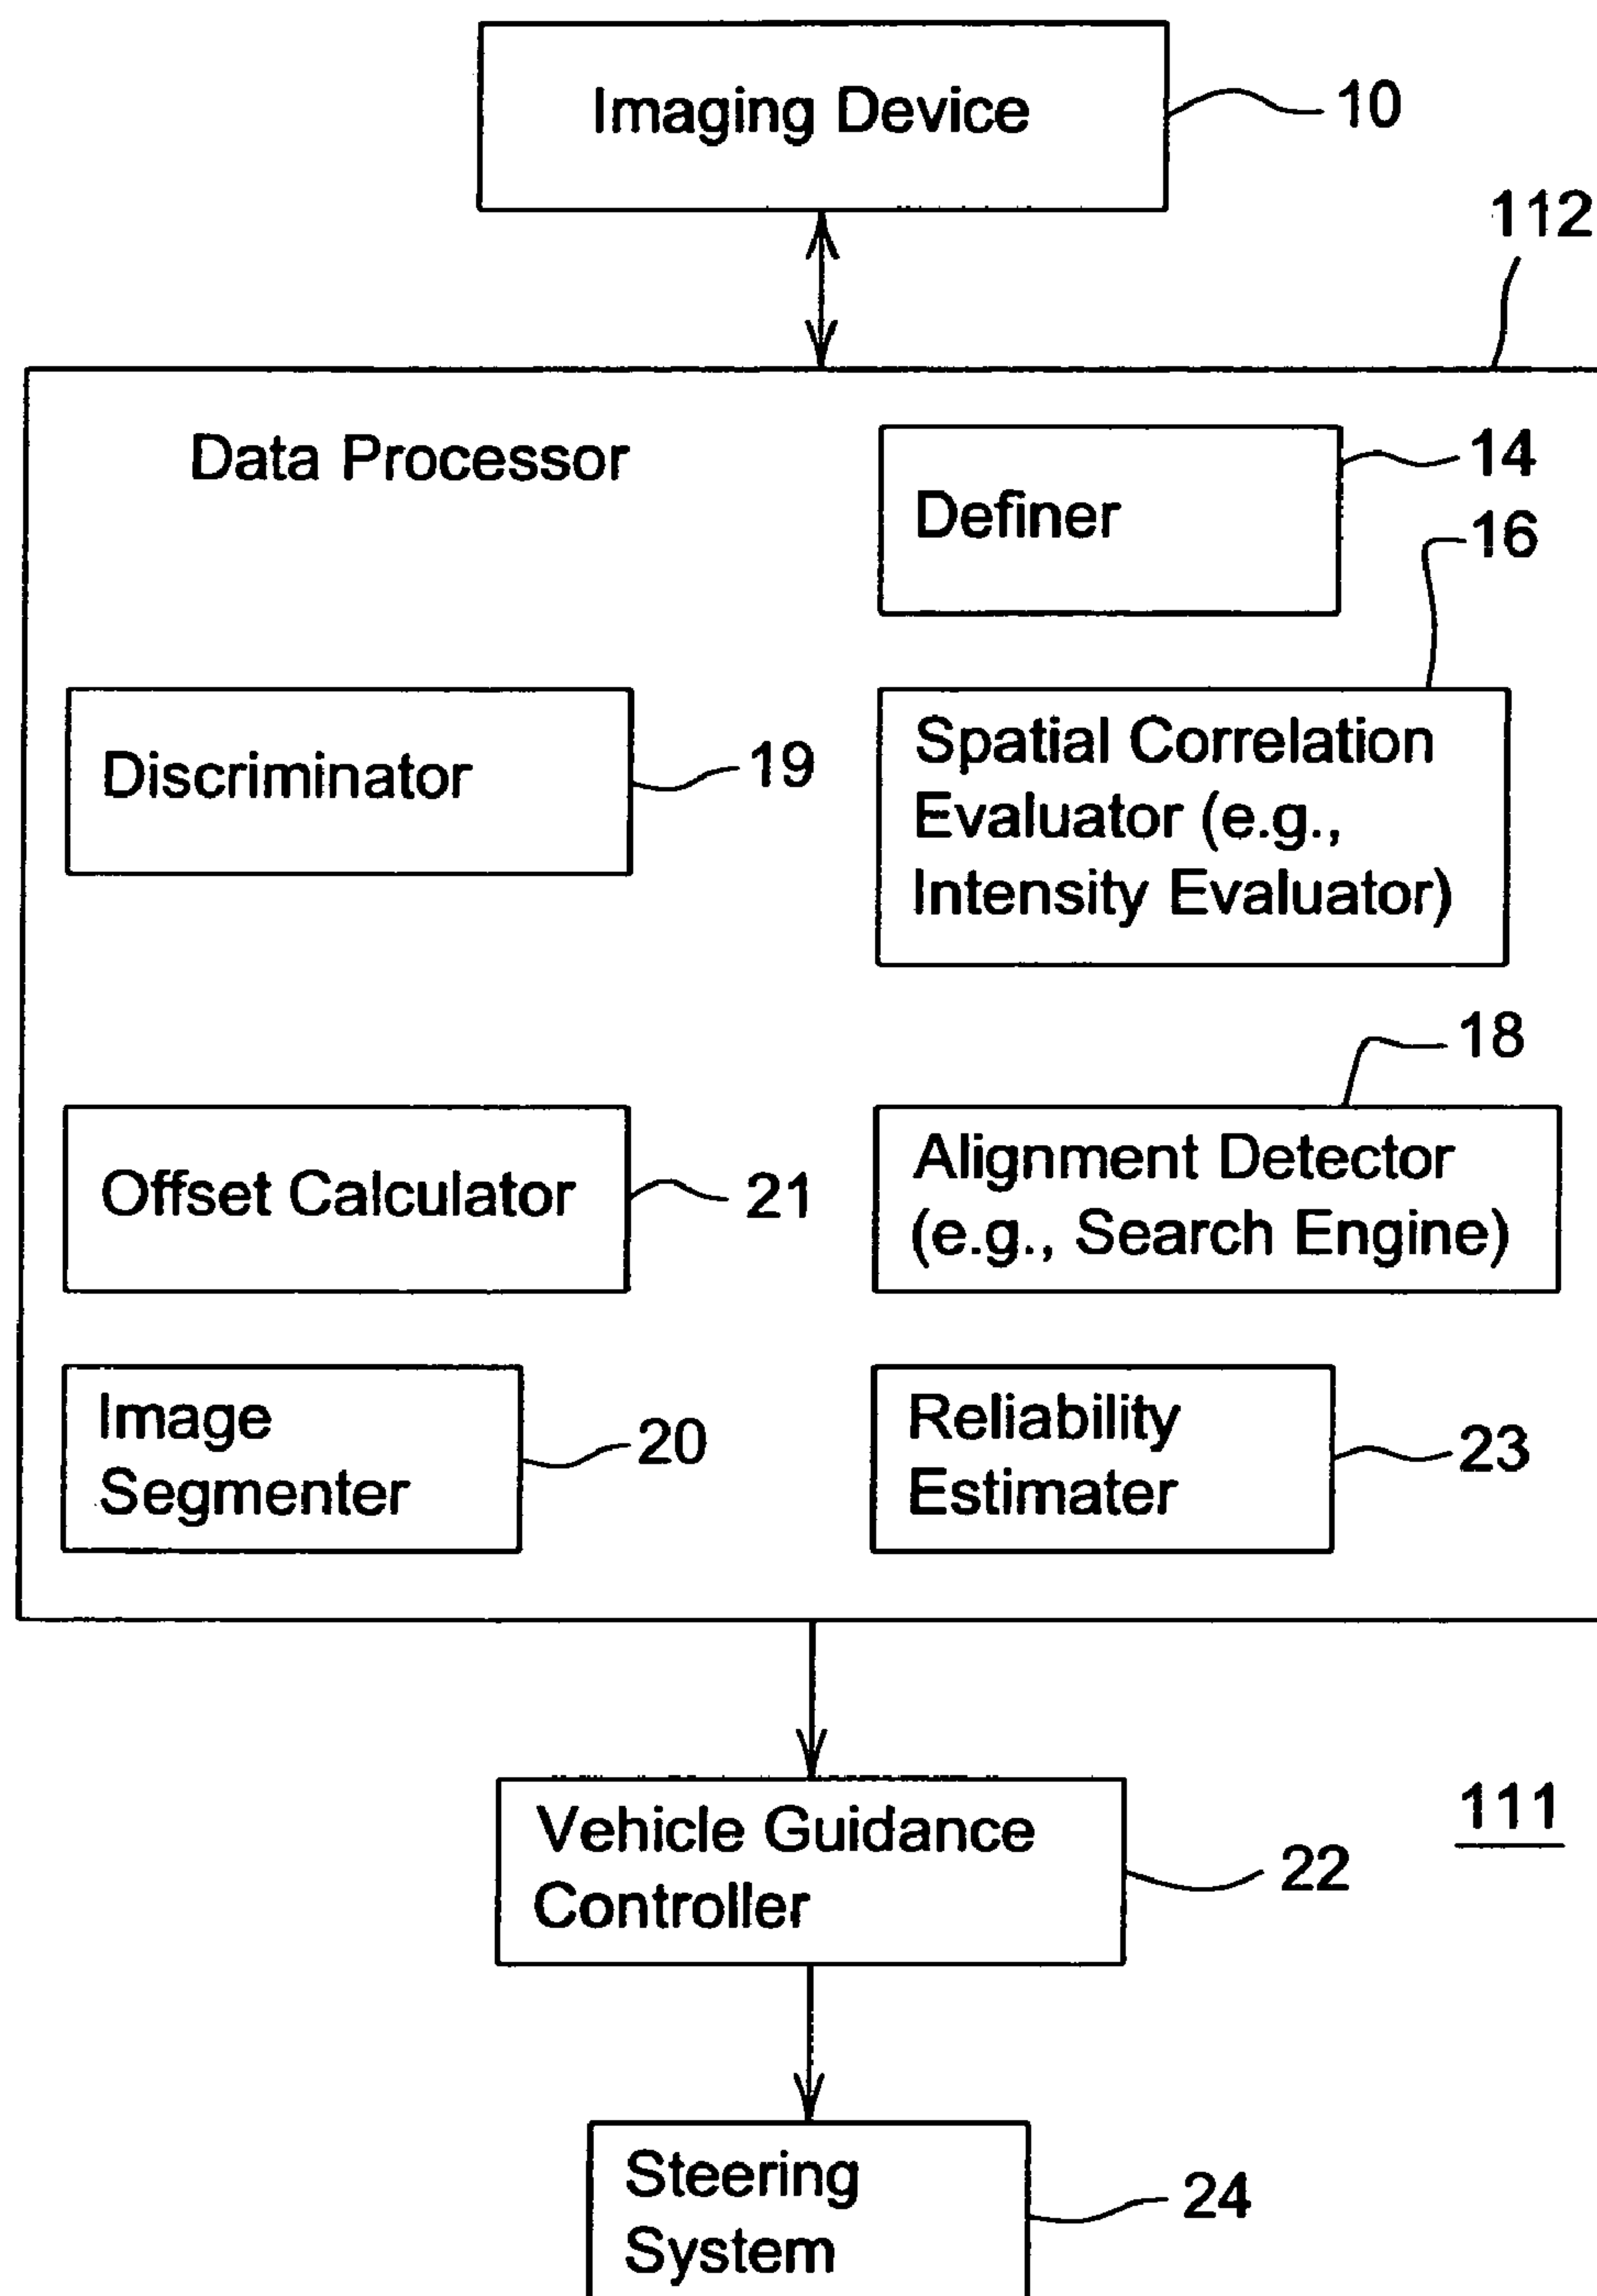 Imaging Device
10
112
Data Processor
14
Definer
16
Discriminator
19
Spatial Correlation
Evaluator (e.g.,
Intensity Evaluator)
18
Offset Calculator
21
Alignment Detector
(e.g., Search Engine)
Image
Segmenter
20
Reliability
Estimater
23
Vehicle Guidance
Controller
22
111
Steering
System
24